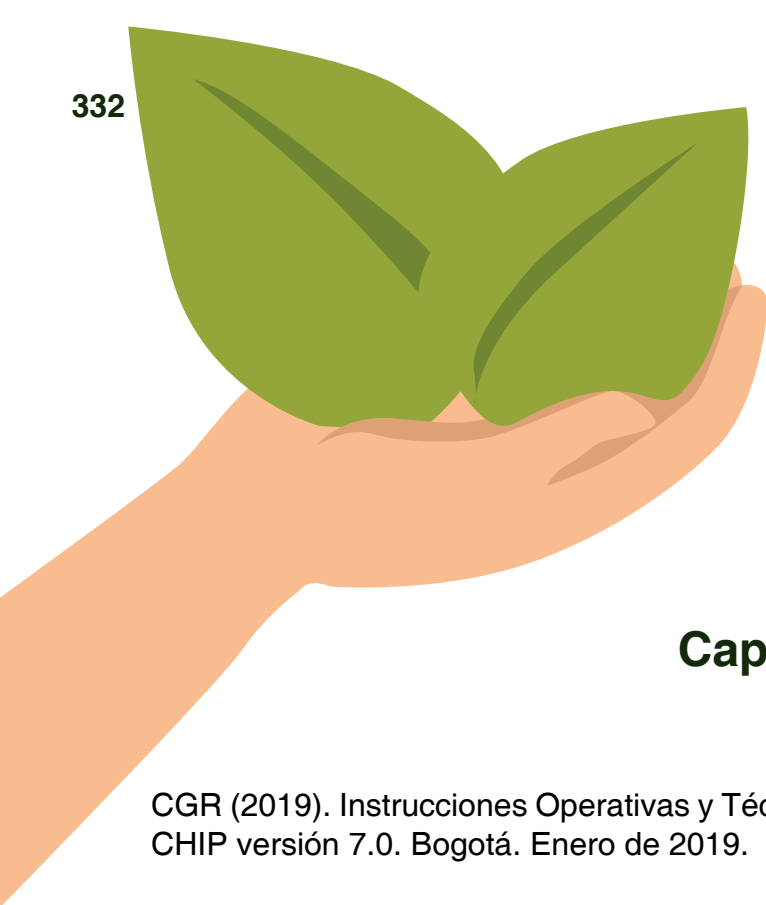 332
Cap
CGR (2019). Instrucciones Operativas y Téc
CHIP versión 7.0. Bogotá. Enero de 2019.